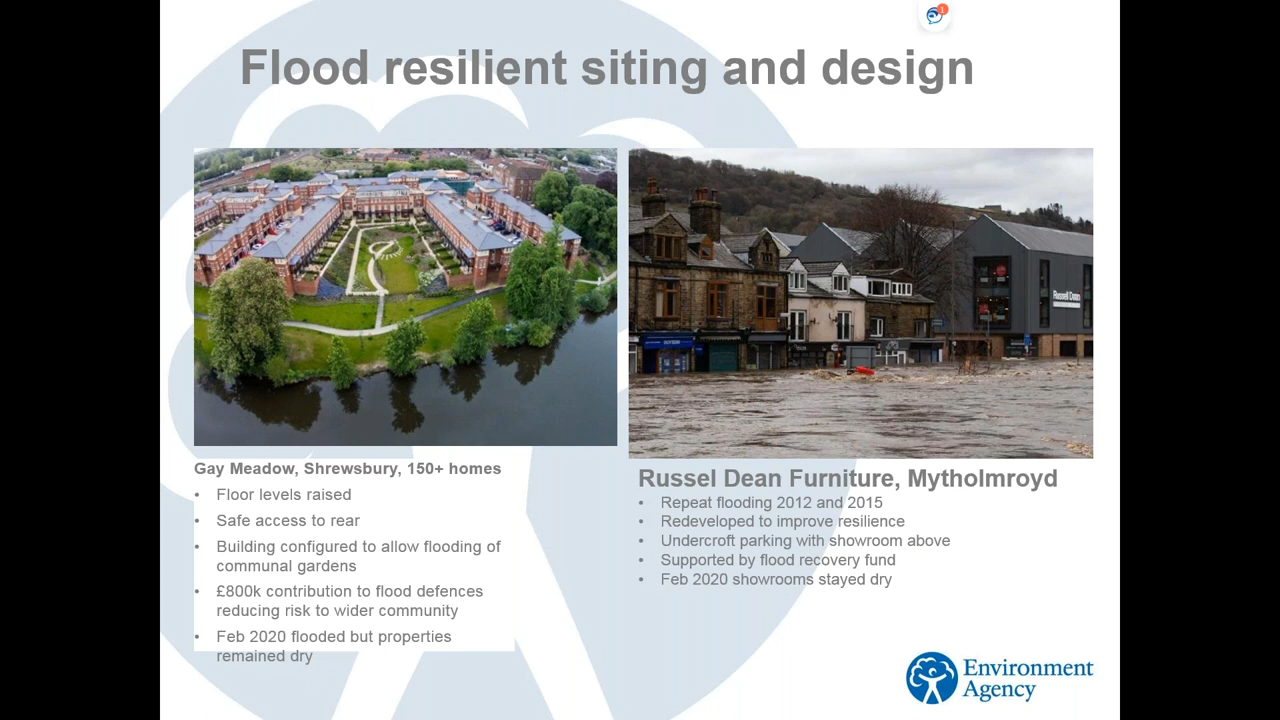 1
Flood resilient siting and design
Russell Dean
Gay Meadow, Shrewsbury, 150+ homes
• Floor levels raised
• Safe access to rear
• Building configured to allow flooding of
communal gardens
• £800k contribution to flood defences
reducing risk to wider community
• Feb 2020 flooded but properties
remained dry
Russel Dean Furniture, Mytholmroyd
• Repeat flooding 2012 and 2015
• Redeveloped to improve resilience
• Undercroft parking with showroom above
• Supported by flood recovery fund
• Feb 2020 showrooms stayed dry
Environment
Agency